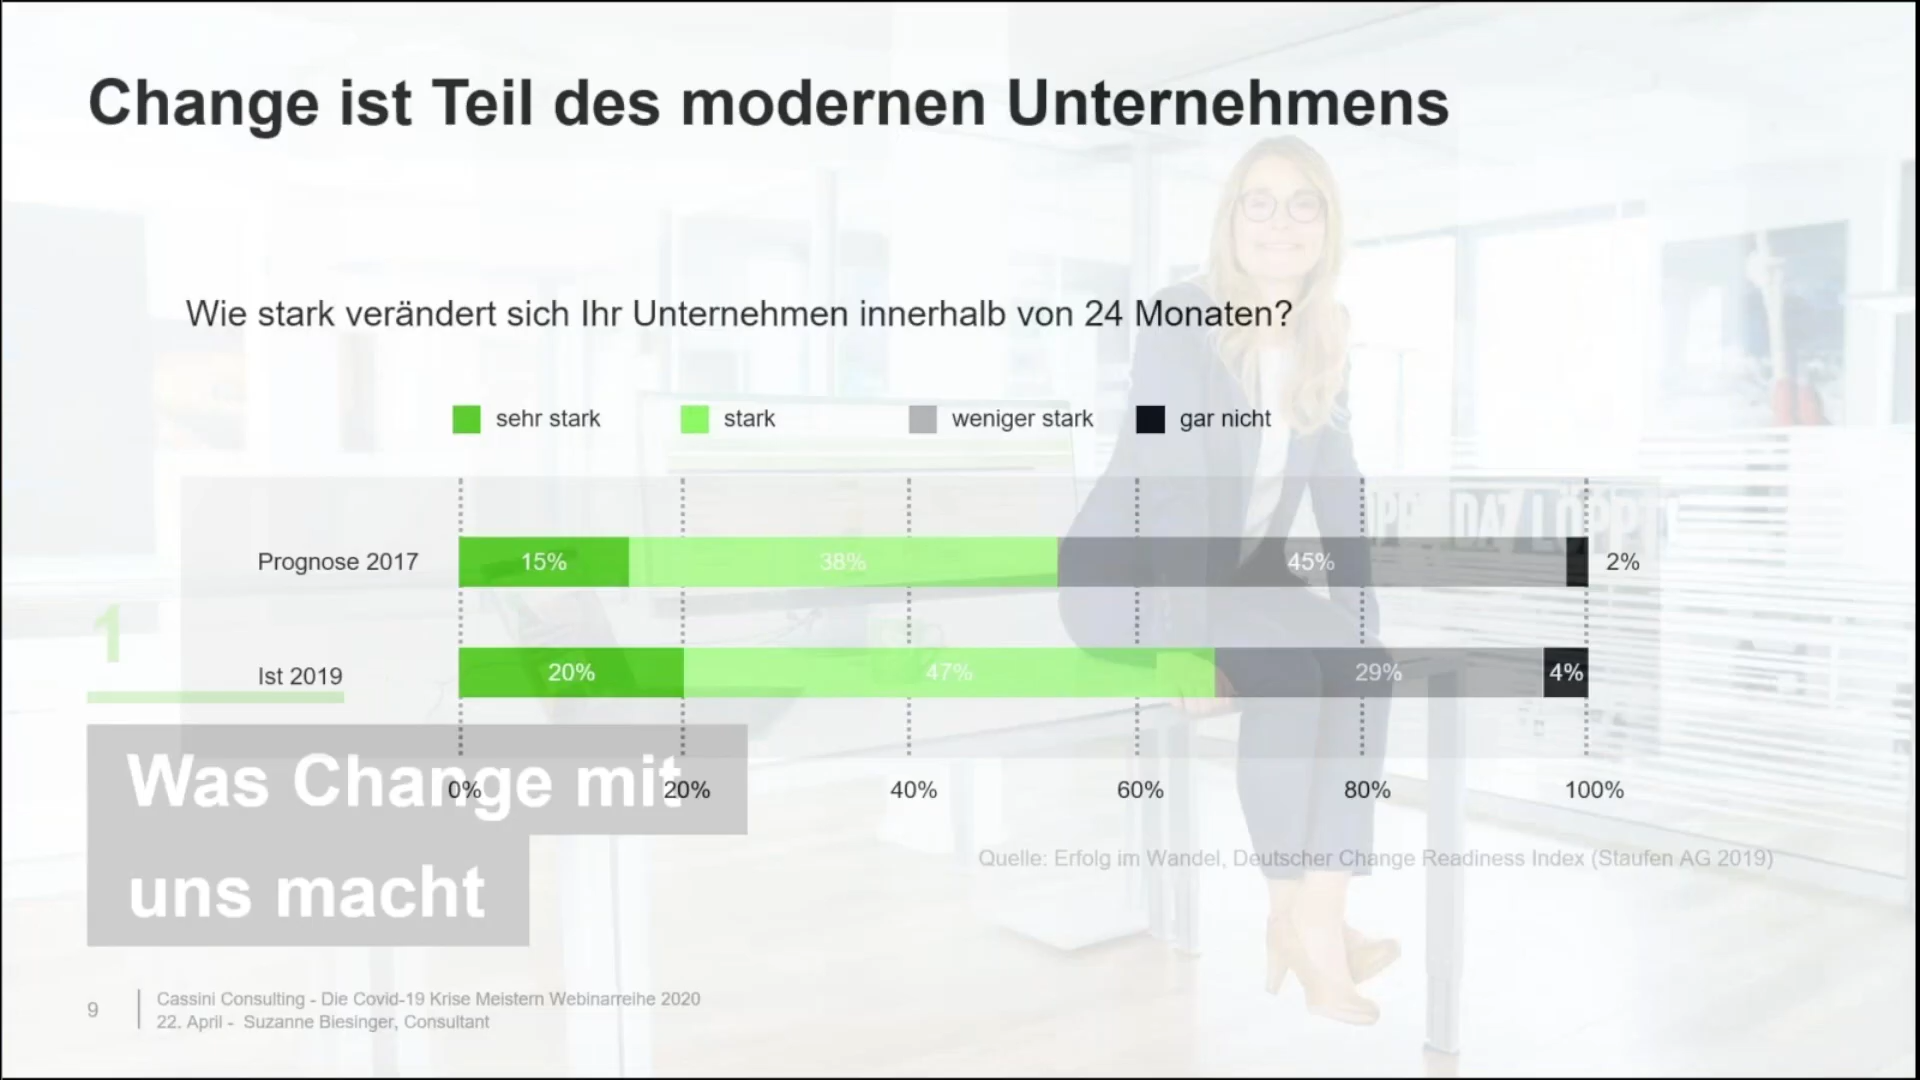 Change ist Teil des modernen Unternehmens
Wie stark verändert sich Ihr Unternehmen innerhalb von 24 Monaten?
sehr stark stark weniger stark gar nicht
Prognose 2017 15% 38% 45% 2%
1
Ist 2019 20% 47% 29% 4%
0% 20% 40% 60% 80% 100%
Was Change mit
uns macht
Quelle: Erfolg im Wandel, Deutscher Change Readiness Index (Staufen AG 2019)
9
Cassini Consulting - Die Covid-19 Krise Meistern Webinarreihe 2020
22. April - Suzanne Biesinger, Consultant